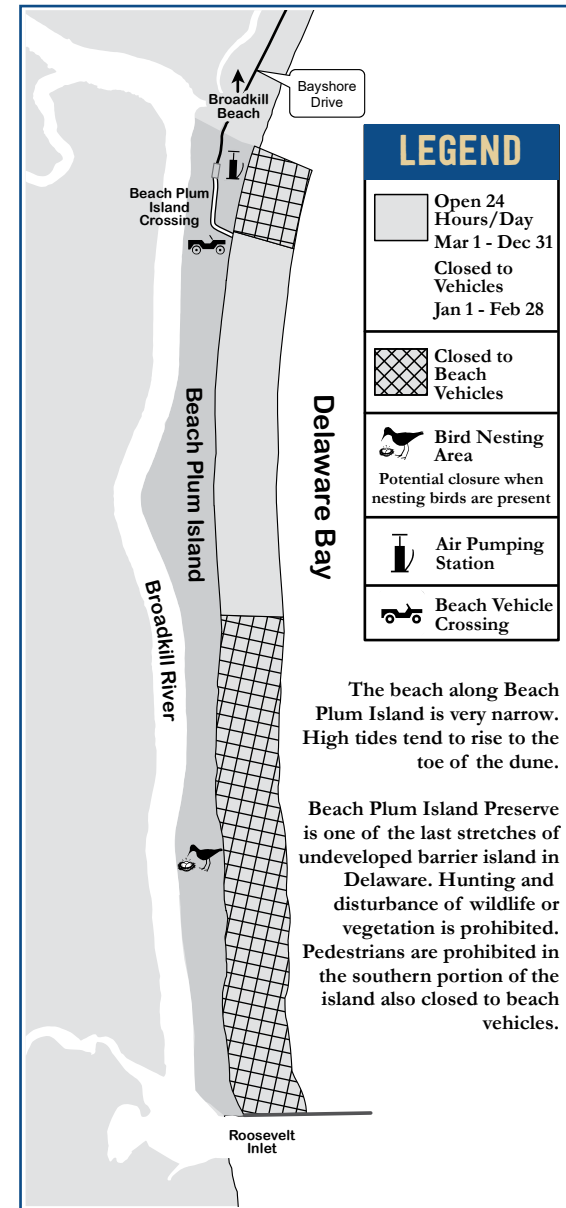 Broadkill
Beach
Bayshore
Drive
Beach Plum
Island
Crossing
Beach Plum Island
Delaware Bay
Broadkill River
Roosevelt
Inlet
LEGEND
Open 24
Hours/Day
Mar 1 - Dec 31
Closed to
Vehicles
Jan 1 - Feb 28
Closed to
Beach
Vehicles
Bird Nesting
Area
Potential closure when
nesting birds are present
Air Pumping
Station
Beach Vehicle
Crossing
The beach along Beach
Plum Island is very narrow.
High tides tend to rise to the
toe of the dune.
Beach Plum Island Preserve
is one of the last stretches of
undeveloped barrier island in
Delaware. Hunting and
disturbance of wildlife or
vegetation is prohibited.
Pedestrians are prohibited in
the southern portion of the
island also closed to beach
vehicles.